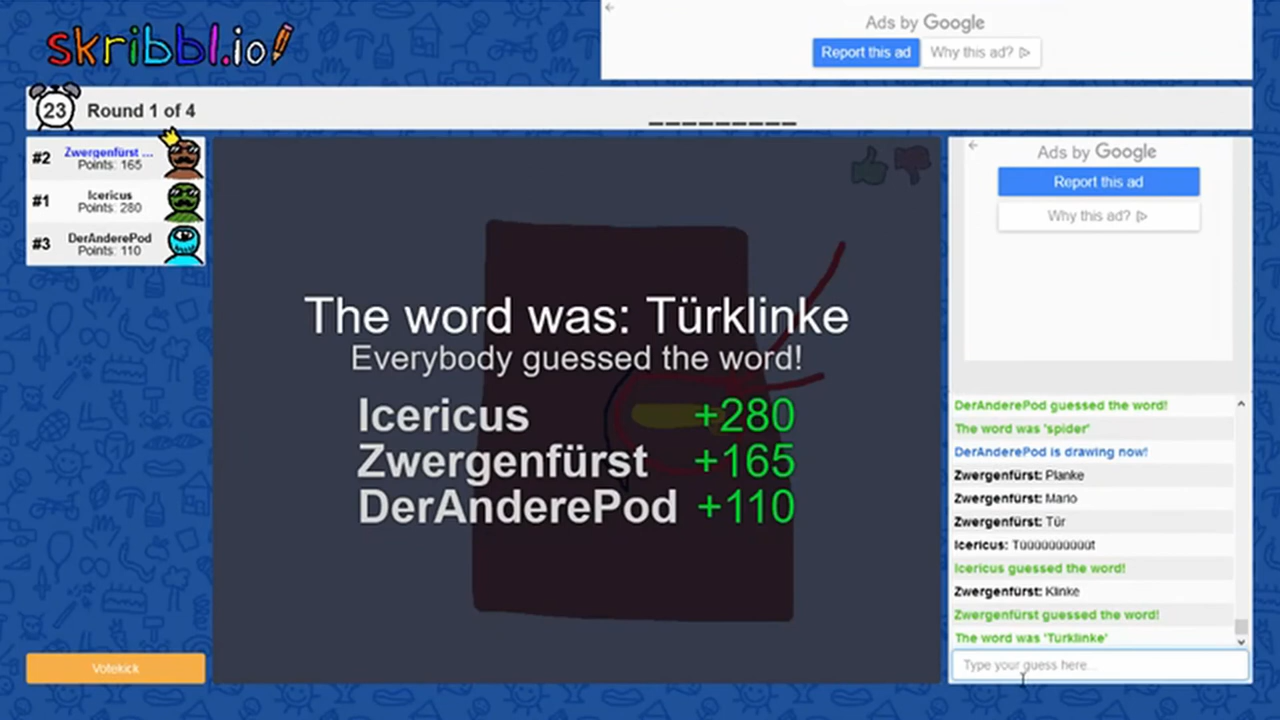 skribbl.io!
Ads by Google
Report this ad
Why this ad?
23
Round 1 of 4
_________
#2
Zwergenfürst ...
Points: 165
#1
Icericus
Points: 280
#3
DerAnderePod
Points: 110
The word was: Türklinke
Everybody guessed the word!
Icericus +280
Zwergenfürst +165
DerAnderePod +110
Votekick
Ads by Google
Report this ad
Why this ad?
DerAnderePod guessed the word!
The word was 'spider'
DerAnderePod is drawing now!
Zwergenfürst: Planke
Zwergenfürst: Mario
Zwergenfürst: Tür
Icericus:
Icericus guessed the word!
Zwergenfürst: Klinke
Zwergenfürst guessed the word!
The word was 'Türklinke'
Type your guess here...